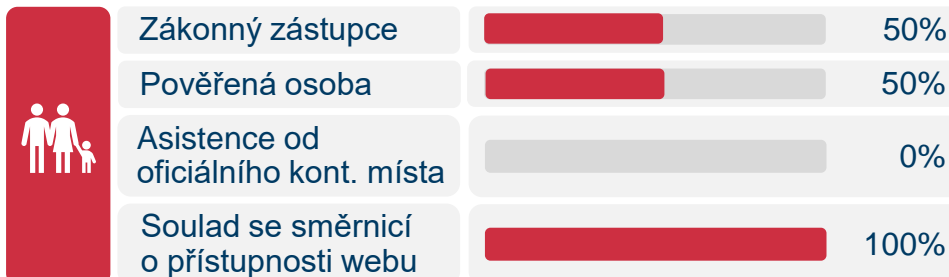 Zákonný zástupce 50%
Pověřená osoba 50%
Asistence od
oficiálního kont. místa 0%
Soulad se směrnicí
o přístupnosti webu 100%